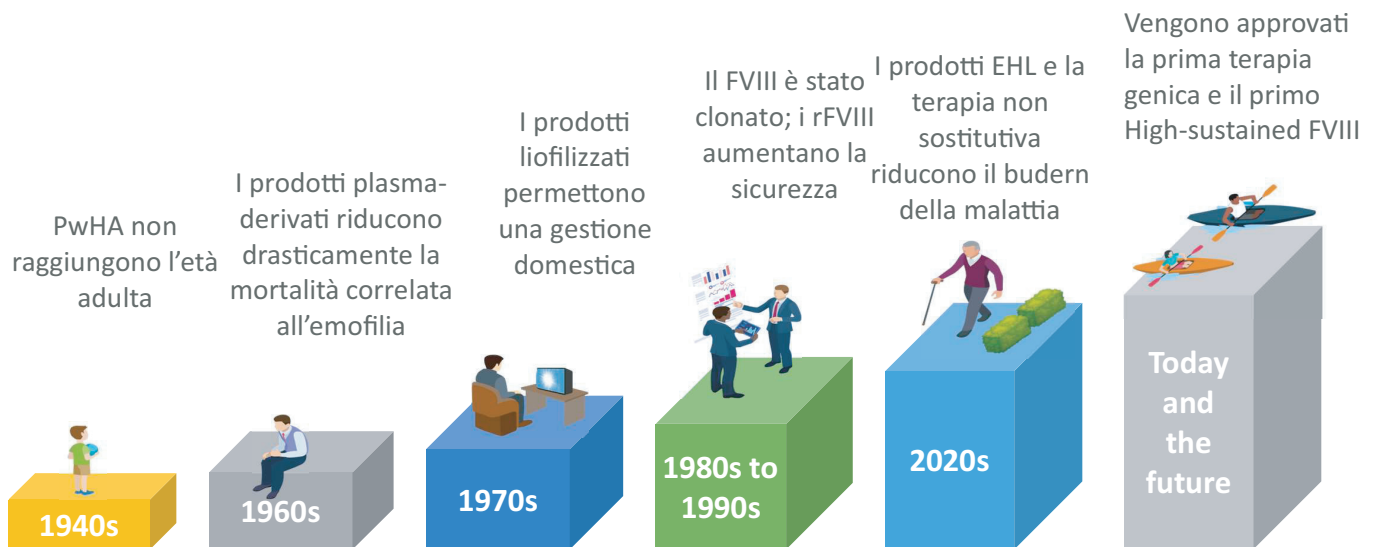 PwHA non
raggiungono l’età
adulta
1940s
I prodotti plasma-
derivati riducono
drasticamente la
mortalità correlata
all’emofilia
1960s
I prodotti
liofilizzati
permettono
una gestione
domestica
1970s
Il FVIII è stato
clonato; i rFVIII
aumentano la
sicurezza
1980s to
1990s
I prodotti EHL e la
terapia non
sostitutiva
riducono il budern
della malattia
2020s
Vengono approvati
la prima terapia
genica e il primo
High-sustained FVIII
Today
and
the
future